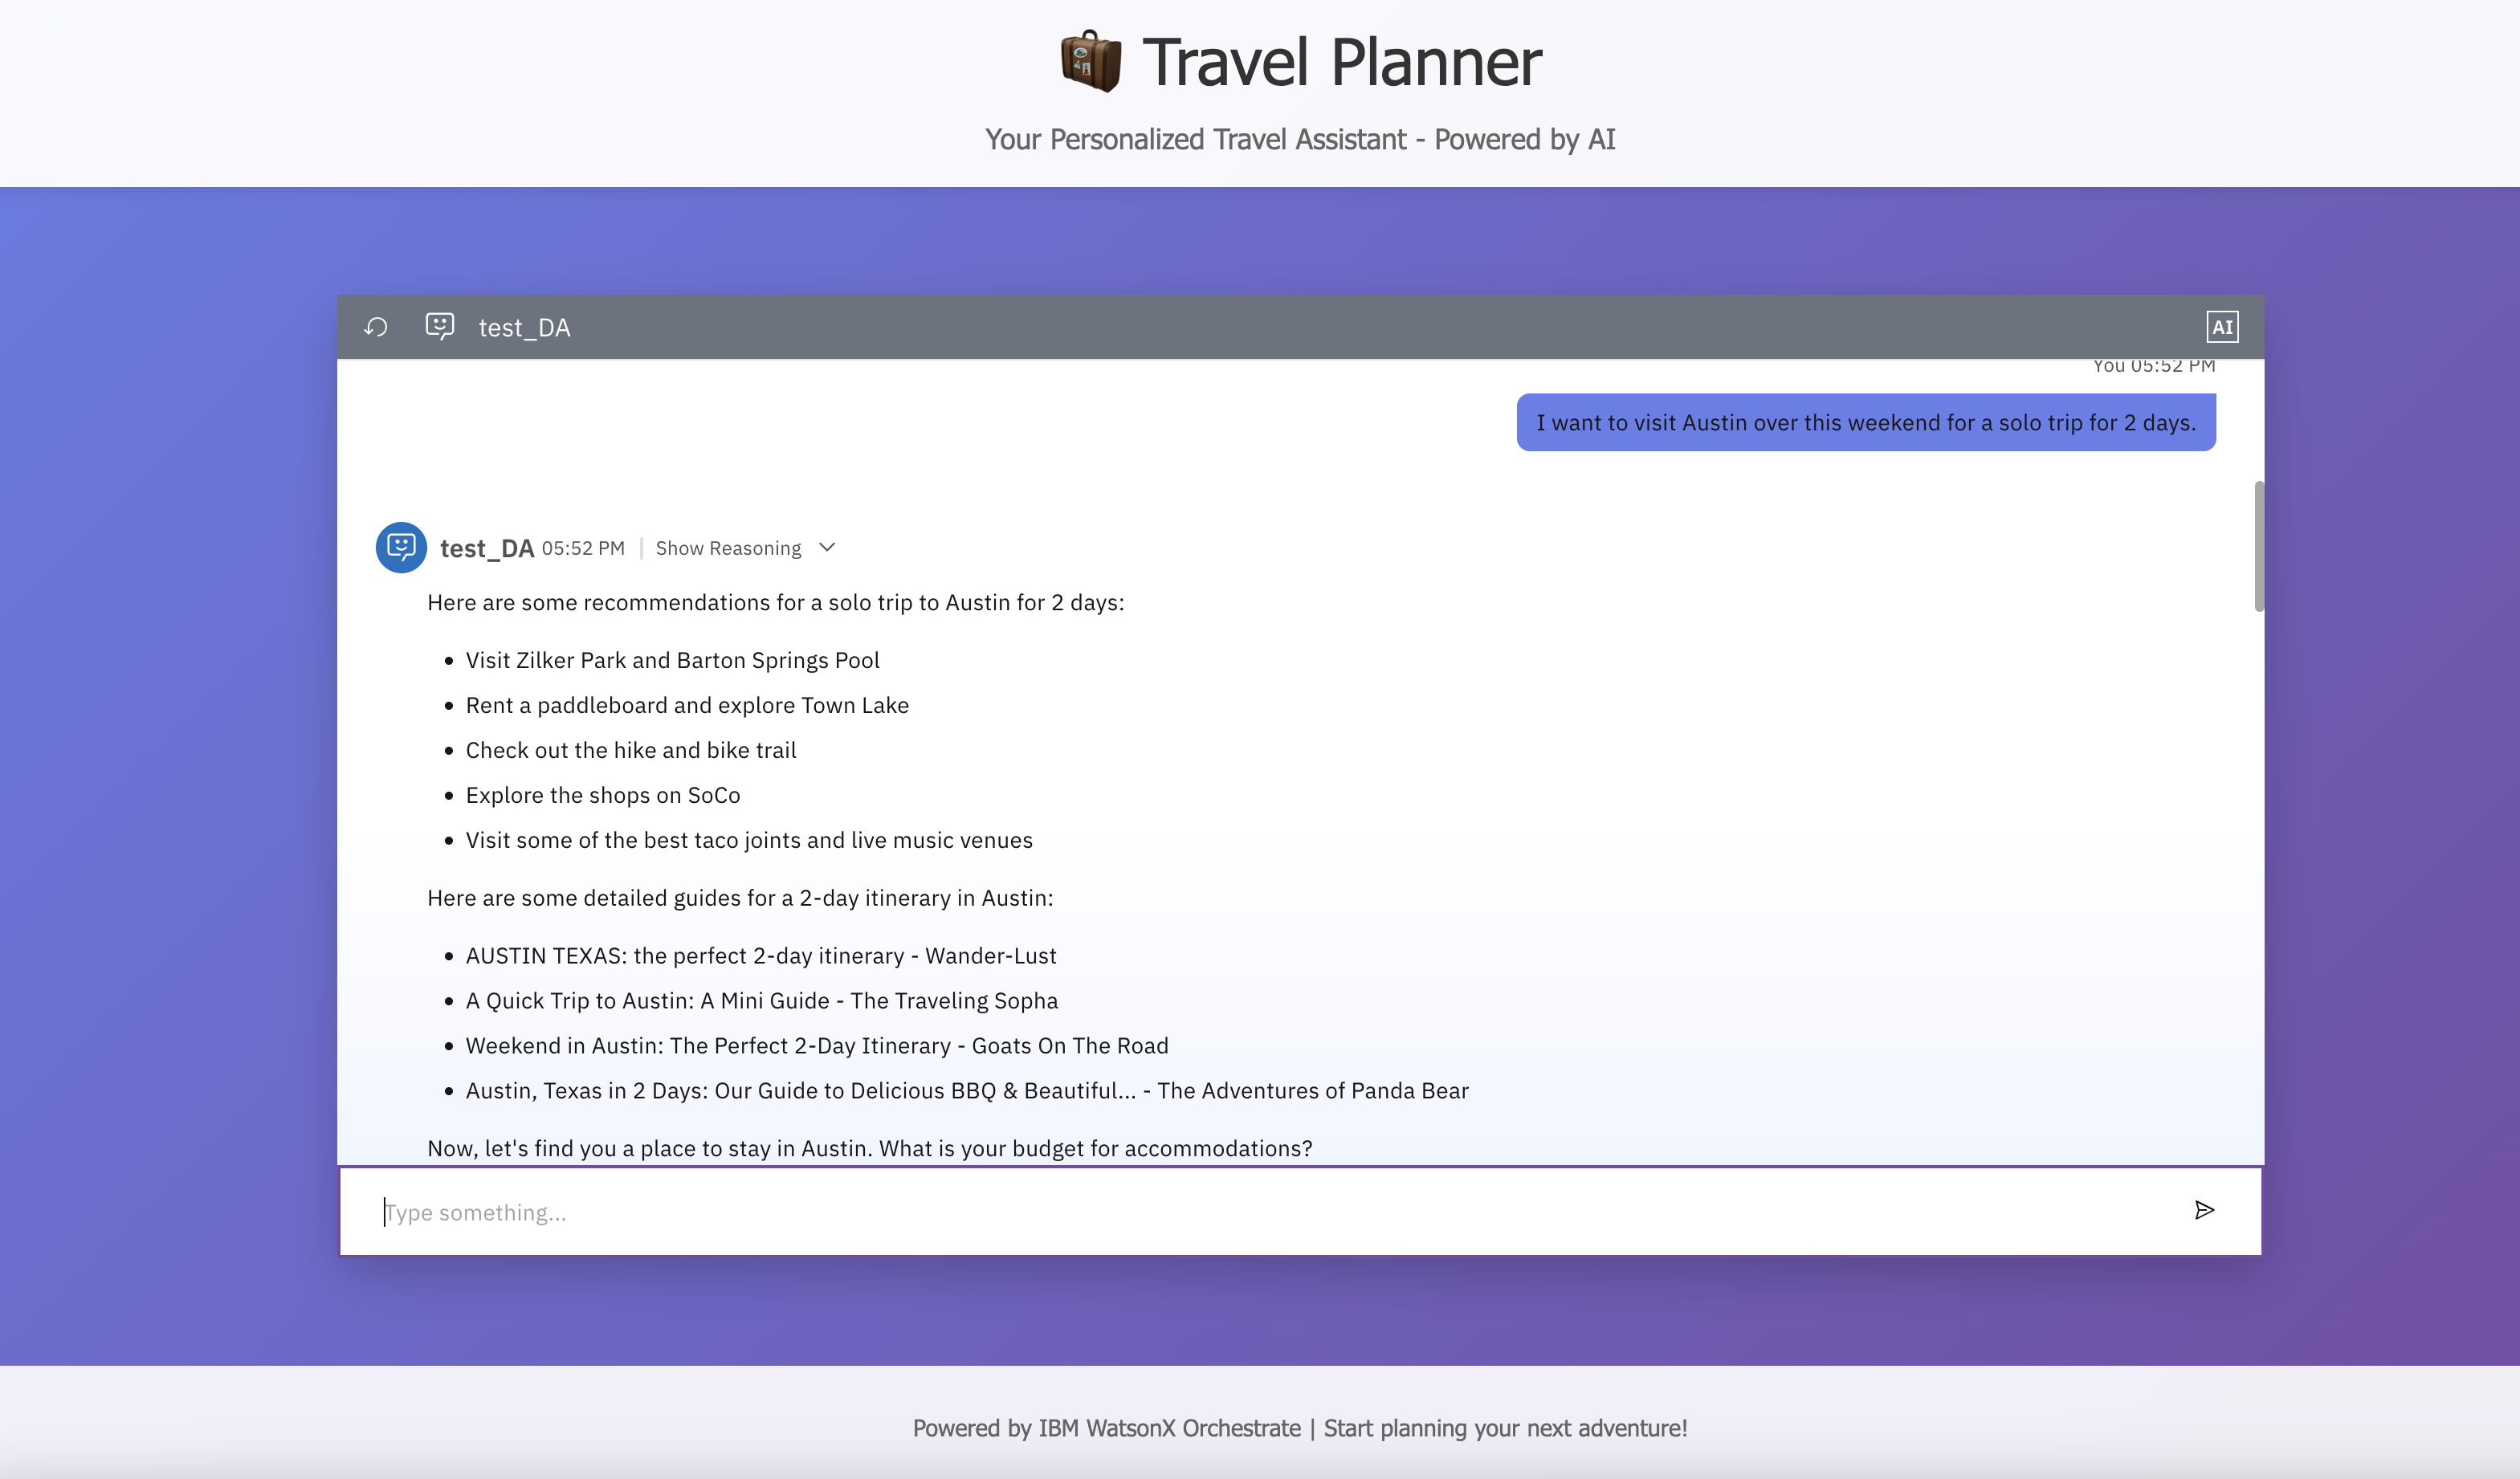 Travel Planner
Your Personalized Travel Assistant - Powered by AI
test_DA
AI
You 05:52 PM
I want to visit Austin over this weekend for a solo trip for 2 days.
test_DA 05:52 PM | Show Reasoning
Here are some recommendations for a solo trip to Austin for 2 days:
• Visit Zilker Park and Barton Springs Pool
• Rent a paddleboard and explore Town Lake
• Check out the hike and bike trail
• Explore the shops on SoCo
• Visit some of the best taco joints and live music venues
Here are some detailed guides for a 2-day itinerary in Austin:
• AUSTIN TEXAS: the perfect 2-day itinerary - Wander-Lust
• A Quick Trip to Austin: A Mini Guide - The Traveling Sopha
• Weekend in Austin: The Perfect 2-Day Itinerary - Goats On The Road
• Austin, Texas in 2 Days: Our Guide to Delicious BBQ & Beautiful... - The Adventures of Panda Bear
Now, let's find you a place to stay in Austin. What is your budget for accommodations?
Type something...
Powered by IBM WatsonX Orchestrate | Start planning your next adventure!